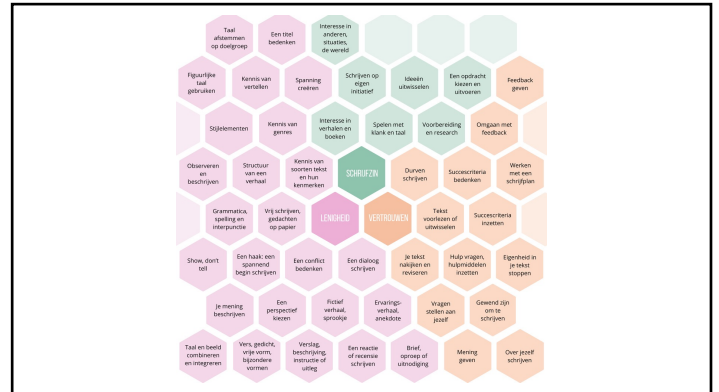 Taal
afstemmen
op doelgroep
Een titel
bedenken
Interesse in
anderen,
situaties,
de wereld
Figuurlijke
taal
gebruiken
Kennis van
vertellen
Spanning
creëren
Schrijven op
eigen
initiatief
Ideeën
uitwisselen
Een opdracht
kiezen en
uitvoeren
Feedback
geven
Stijlelementen
Kennis van
genres
Interesse in
verhalen en
boeken
Spelen met
klank en taal
Voorbereiding
en research
Omgaan met
feedback
Observeren
en
beschrijven
Structuur
van een
verhaal
Kennis van
soorten tekst
en hun
kenmerken
SCHRIJFZIN
Durven
schrijven
Succescriteria
bedenken
Werken
met een
schrijfplan
Grammatica,
spelling en
interpunctie
Vrij schrijven,
gedachten
op papier
LENIGHEID
VERTROUWEN
Tekst
voorlezen of
uitwisselen
Succescriteria
inzetten
Show, don't
tell
Een haak: een
spannend
begin schrijven
Een conflict
bedenken
Een dialoog
schrijven
Je tekst
nakijken en
reviseren
Hulp vragen,
hulpmiddelen
inzetten
Eigenheid in
je tekst
stoppen
Je mening
beschrijven
Een
perspectief
kiezen
Fictief
verhaal,
sprookje
Ervarings-
verhaal,
anekdote
Vragen
stellen aan
jezelf
Gewend zijn
om te
schrijven
Taal en beeld
combineren
en integreren
Vers, gedicht,
vrije vorm,
bijzondere
vormen
Verslag,
beschrijving,
instructie of
uitleg
Een reactie
of recensie
schrijven
Brief,
oproep of
uitnodiging
Mening
geven
Over jezelf
schrijven